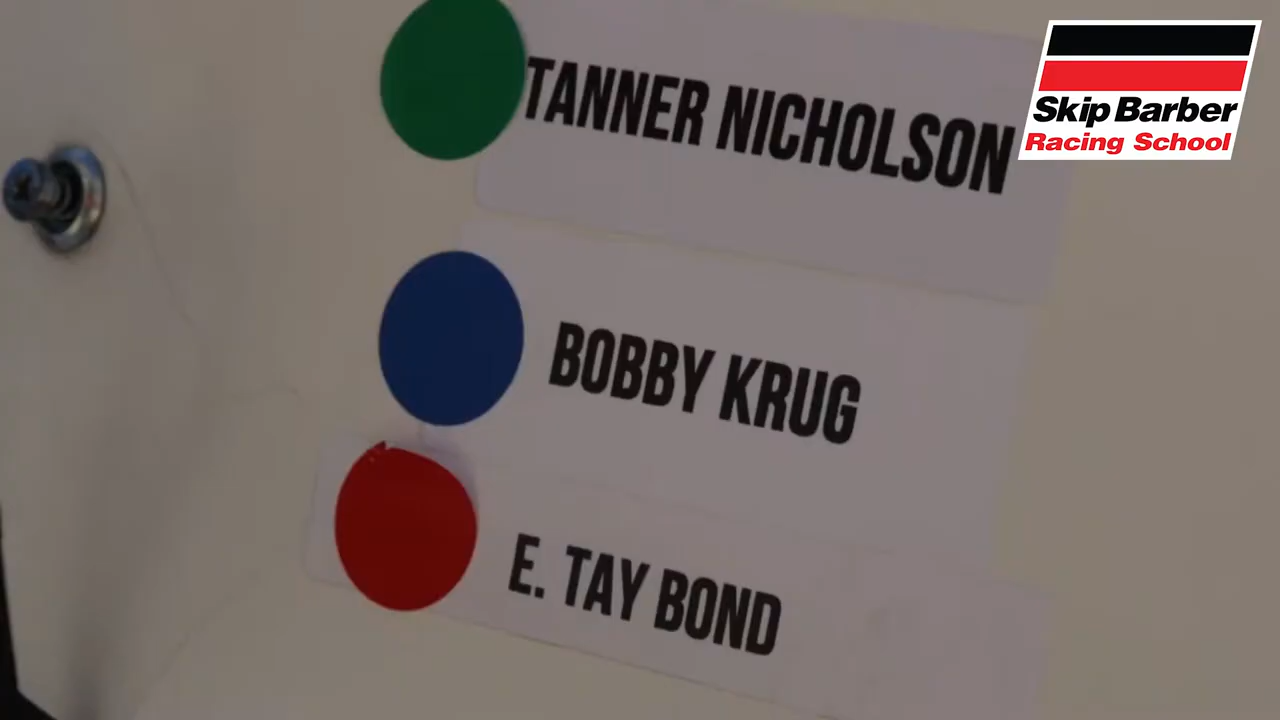 TANNER NICHOLSON
Skip Barber
Racing School
BOBBY KRUG
E. TAY BOND